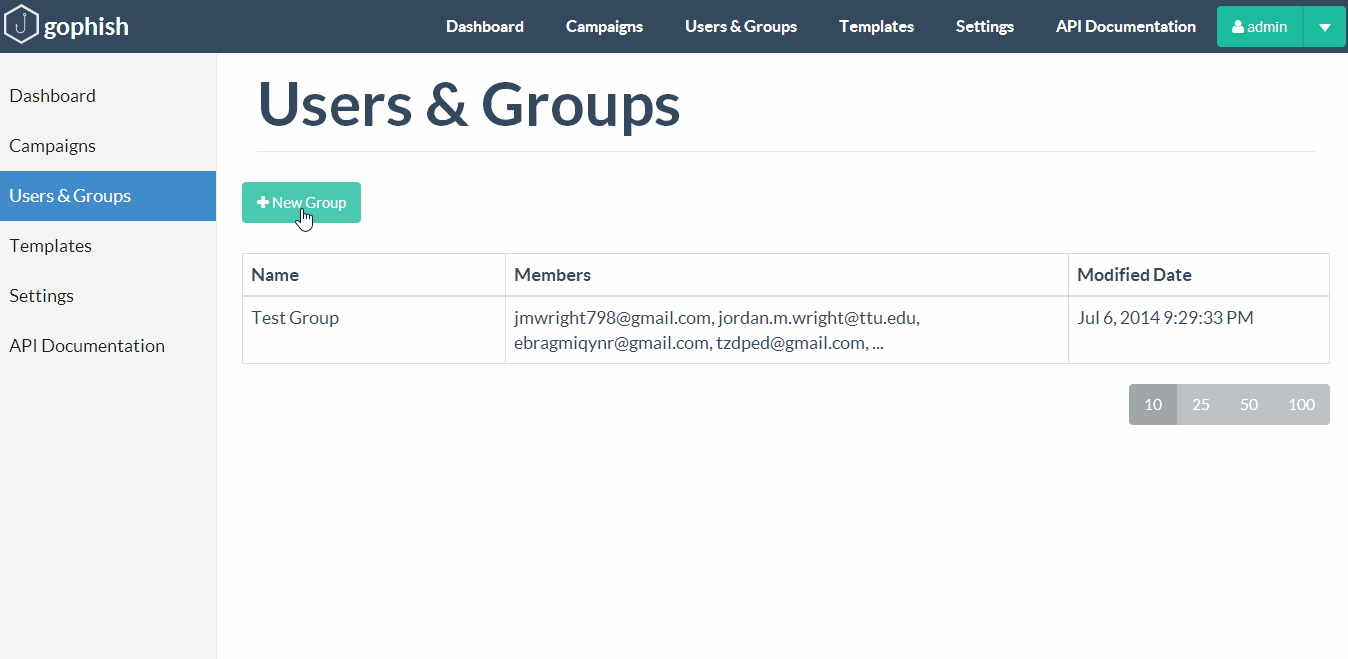 gophish
Dashboard
Campaigns
Users & Groups
Templates
Settings
API Documentation
admin
Dashboard
Campaigns
Users & Groups
Templates
Settings
API Documentation
Users & Groups
New Group
Name Members Modified Date
Test Group jmwright798@gmail.com, jordan.m.wright@ttu.edu, Jul 6, 2014 9:29:33 PM
ebragmiqynr@gmail.com, tzdped@gmail.com, ...
10 25 50 100